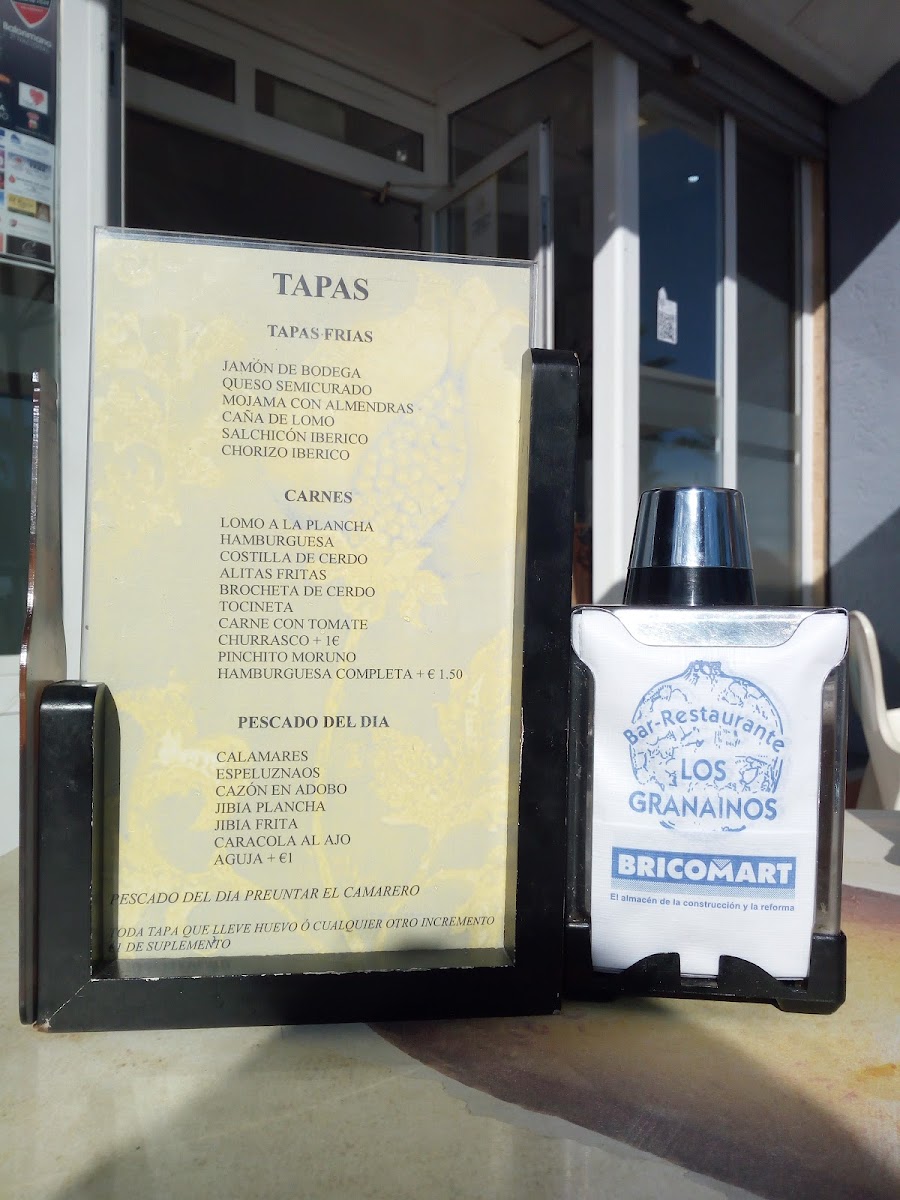 Balonmano
TAPAS
TAPAS FRIAS
JAMÓN DE BODEGA
QUESO SEMICURADO
MOJAMA CON ALMENDRAS
CAÑA DE LOMO
SALCHICÓN IBERICO
CHORIZO IBERICO
CARNES
LOMO A LA PLANCHA
HAMBURGUESA
COSTILLA DE CERDO
ALITAS FRITAS
BROCHETA DE CERDO
TOCINETA
CARNE CON TOMATE
CHURRASCO + 1€
PINCHITO MORUNO
HAMBURGUESA COMPLETA + € 1.50
PESCADO DEL DIA
CALAMARES
ESPELUZNAOS
CAZÓN EN ADOBO
JIBIA PLANCHA
JIBIA FRITA
CARACOLA AL AJO
AGUJA + €1
PESCADO DEL DIA PREUNTAR EL CAMARERO
TODA TAPA QUE LLEVE HUEVO Ó CUALQUIER OTRO INCREMENTO
€1 DE SUPLEMENTO
Bar-Restaurante
LOS
GRANAINOS
BRICOMART
El almacén de la construcción y la reforma